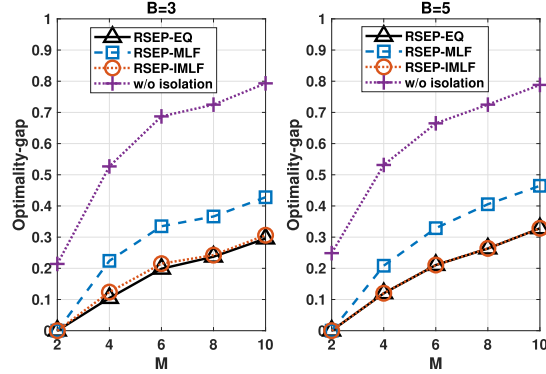 B=3
1
0.9
0.8
0.7
0.6
0.5
0.4
0.3
0.2
0.1
0
Optimality-gap
RSEP-EQ
RSEP-MLF
RSEP-IMLF
w/o isolation
2 4 6 8 10
M
B=5
1
0.9
0.8
0.7
0.6
0.5
0.4
0.3
0.2
0.1
0
Optimality-gap
RSEP-EQ
RSEP-MLF
RSEP-IMLF
w/o isolation
2 4 6 8 10
M